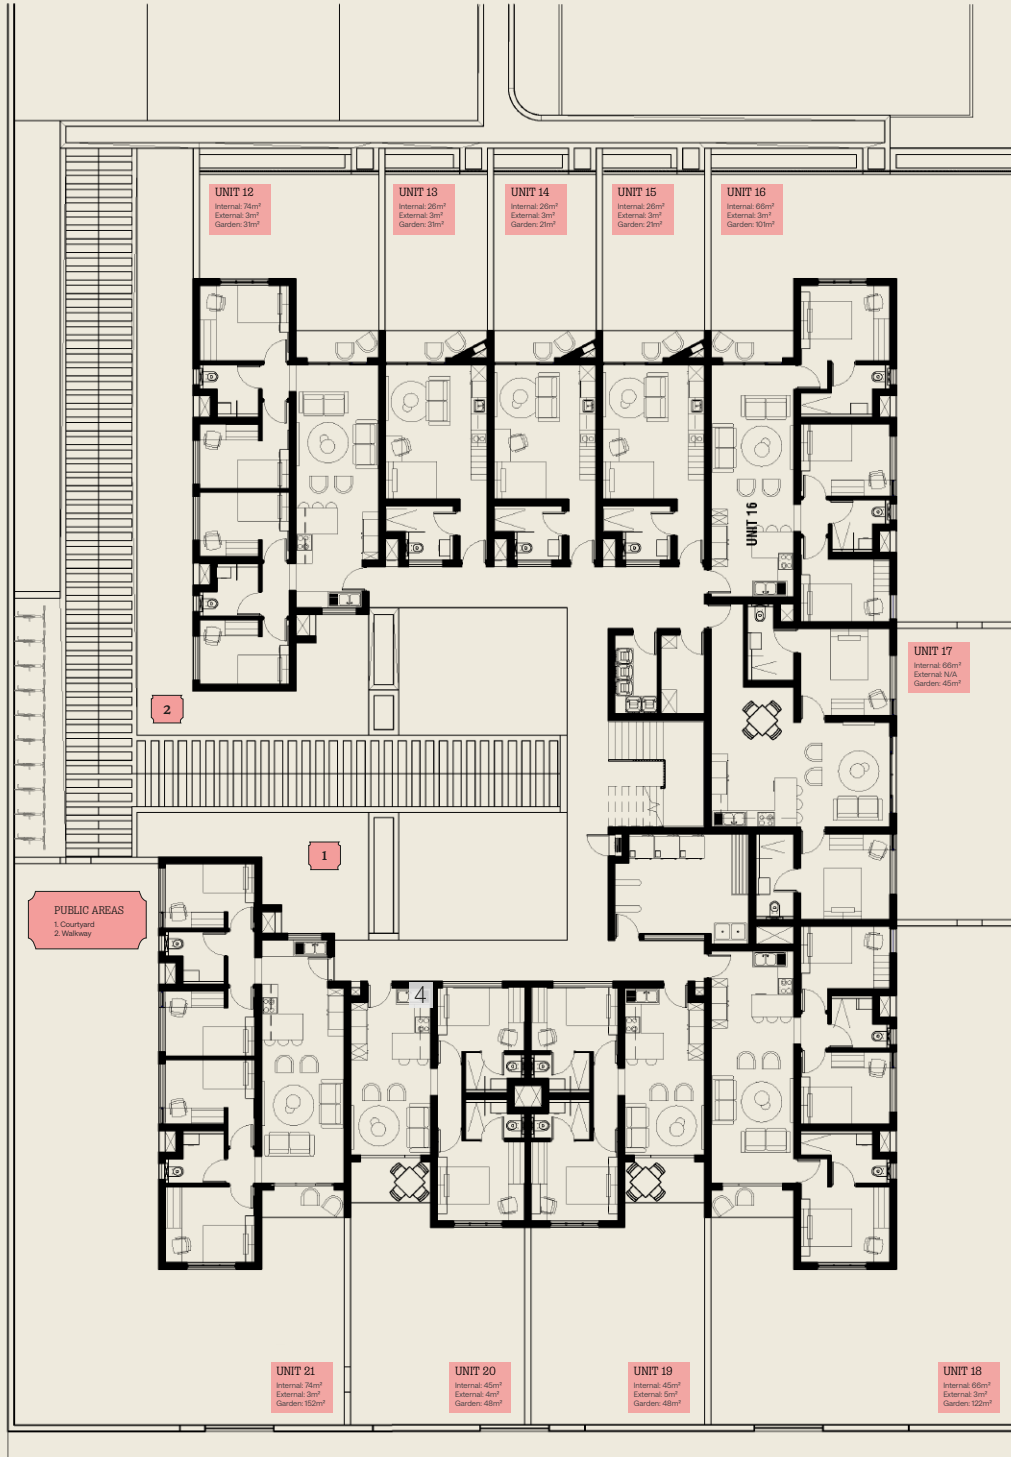 UNIT 12
Internal: 74m²
External: 3m²
Garden: 31m²
UNIT 13
Internal: 26m²
External: 3m²
Garden: 31m²
UNIT 14
Internal: 26m²
External: 3m²
Garden: 21m²
UNIT 15
Internal: 26m²
External: 3m²
Garden: 21m²
UNIT 16
Internal: 66m²
External: 3m²
Garden: 101m²
UNIT 16
UNIT 17
Internal: 66m²
External: N/A
Garden: 45m²
2
1
PUBLIC AREAS
1. Courtyard
2. Walkway
4
UNIT 21
Internal: 74m²
External: 3m²
Garden: 152m²
UNIT 20
Internal: 45m²
External: 4m²
Garden: 48m²
UNIT 19
Internal: 45m²
External: 5m²
Garden: 48m²
UNIT 18
Internal: 66m²
External: 3m²
Garden: 122m²